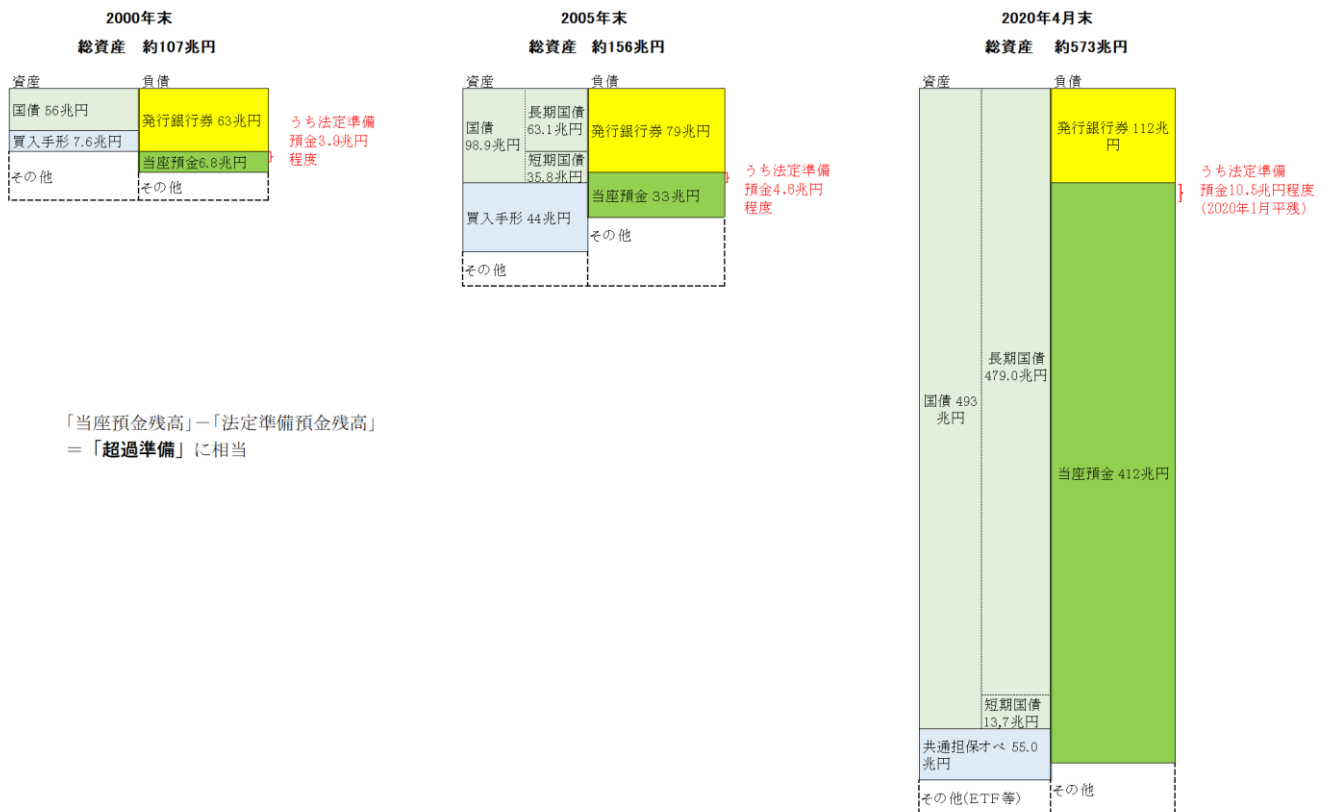 2000年末
総資産　約107兆円
資産
負債
国債 56兆円
買入手形 7.6兆円
その他
発行銀行券 63兆円
当座預金6.8兆円
その他
うち法定準備
預金3.9兆円
程度
2005年末
総資産　約156兆円
資産
負債
国債
98.9兆円
長期国債
63.1兆円
短期国債
35.8兆円
買入手形 44兆円
その他
発行銀行券 79兆円
当座預金 33兆円
その他
うち法定準備
預金4.6兆円
程度
2020年4月末
総資産　約573兆円
資産
負債
国債 493
兆円
長期国債
479.0兆円
短期国債
13,7兆円
共通担保オペ 55.0
兆円
その他(ETF等)
発行銀行券 112兆
円
当座預金 412兆円
その他
うち法定準備
預金10.5兆円程度
(2020年1月平残)
「当座預金残高」－「法定準備預金残高」
＝「超過準備」に相当